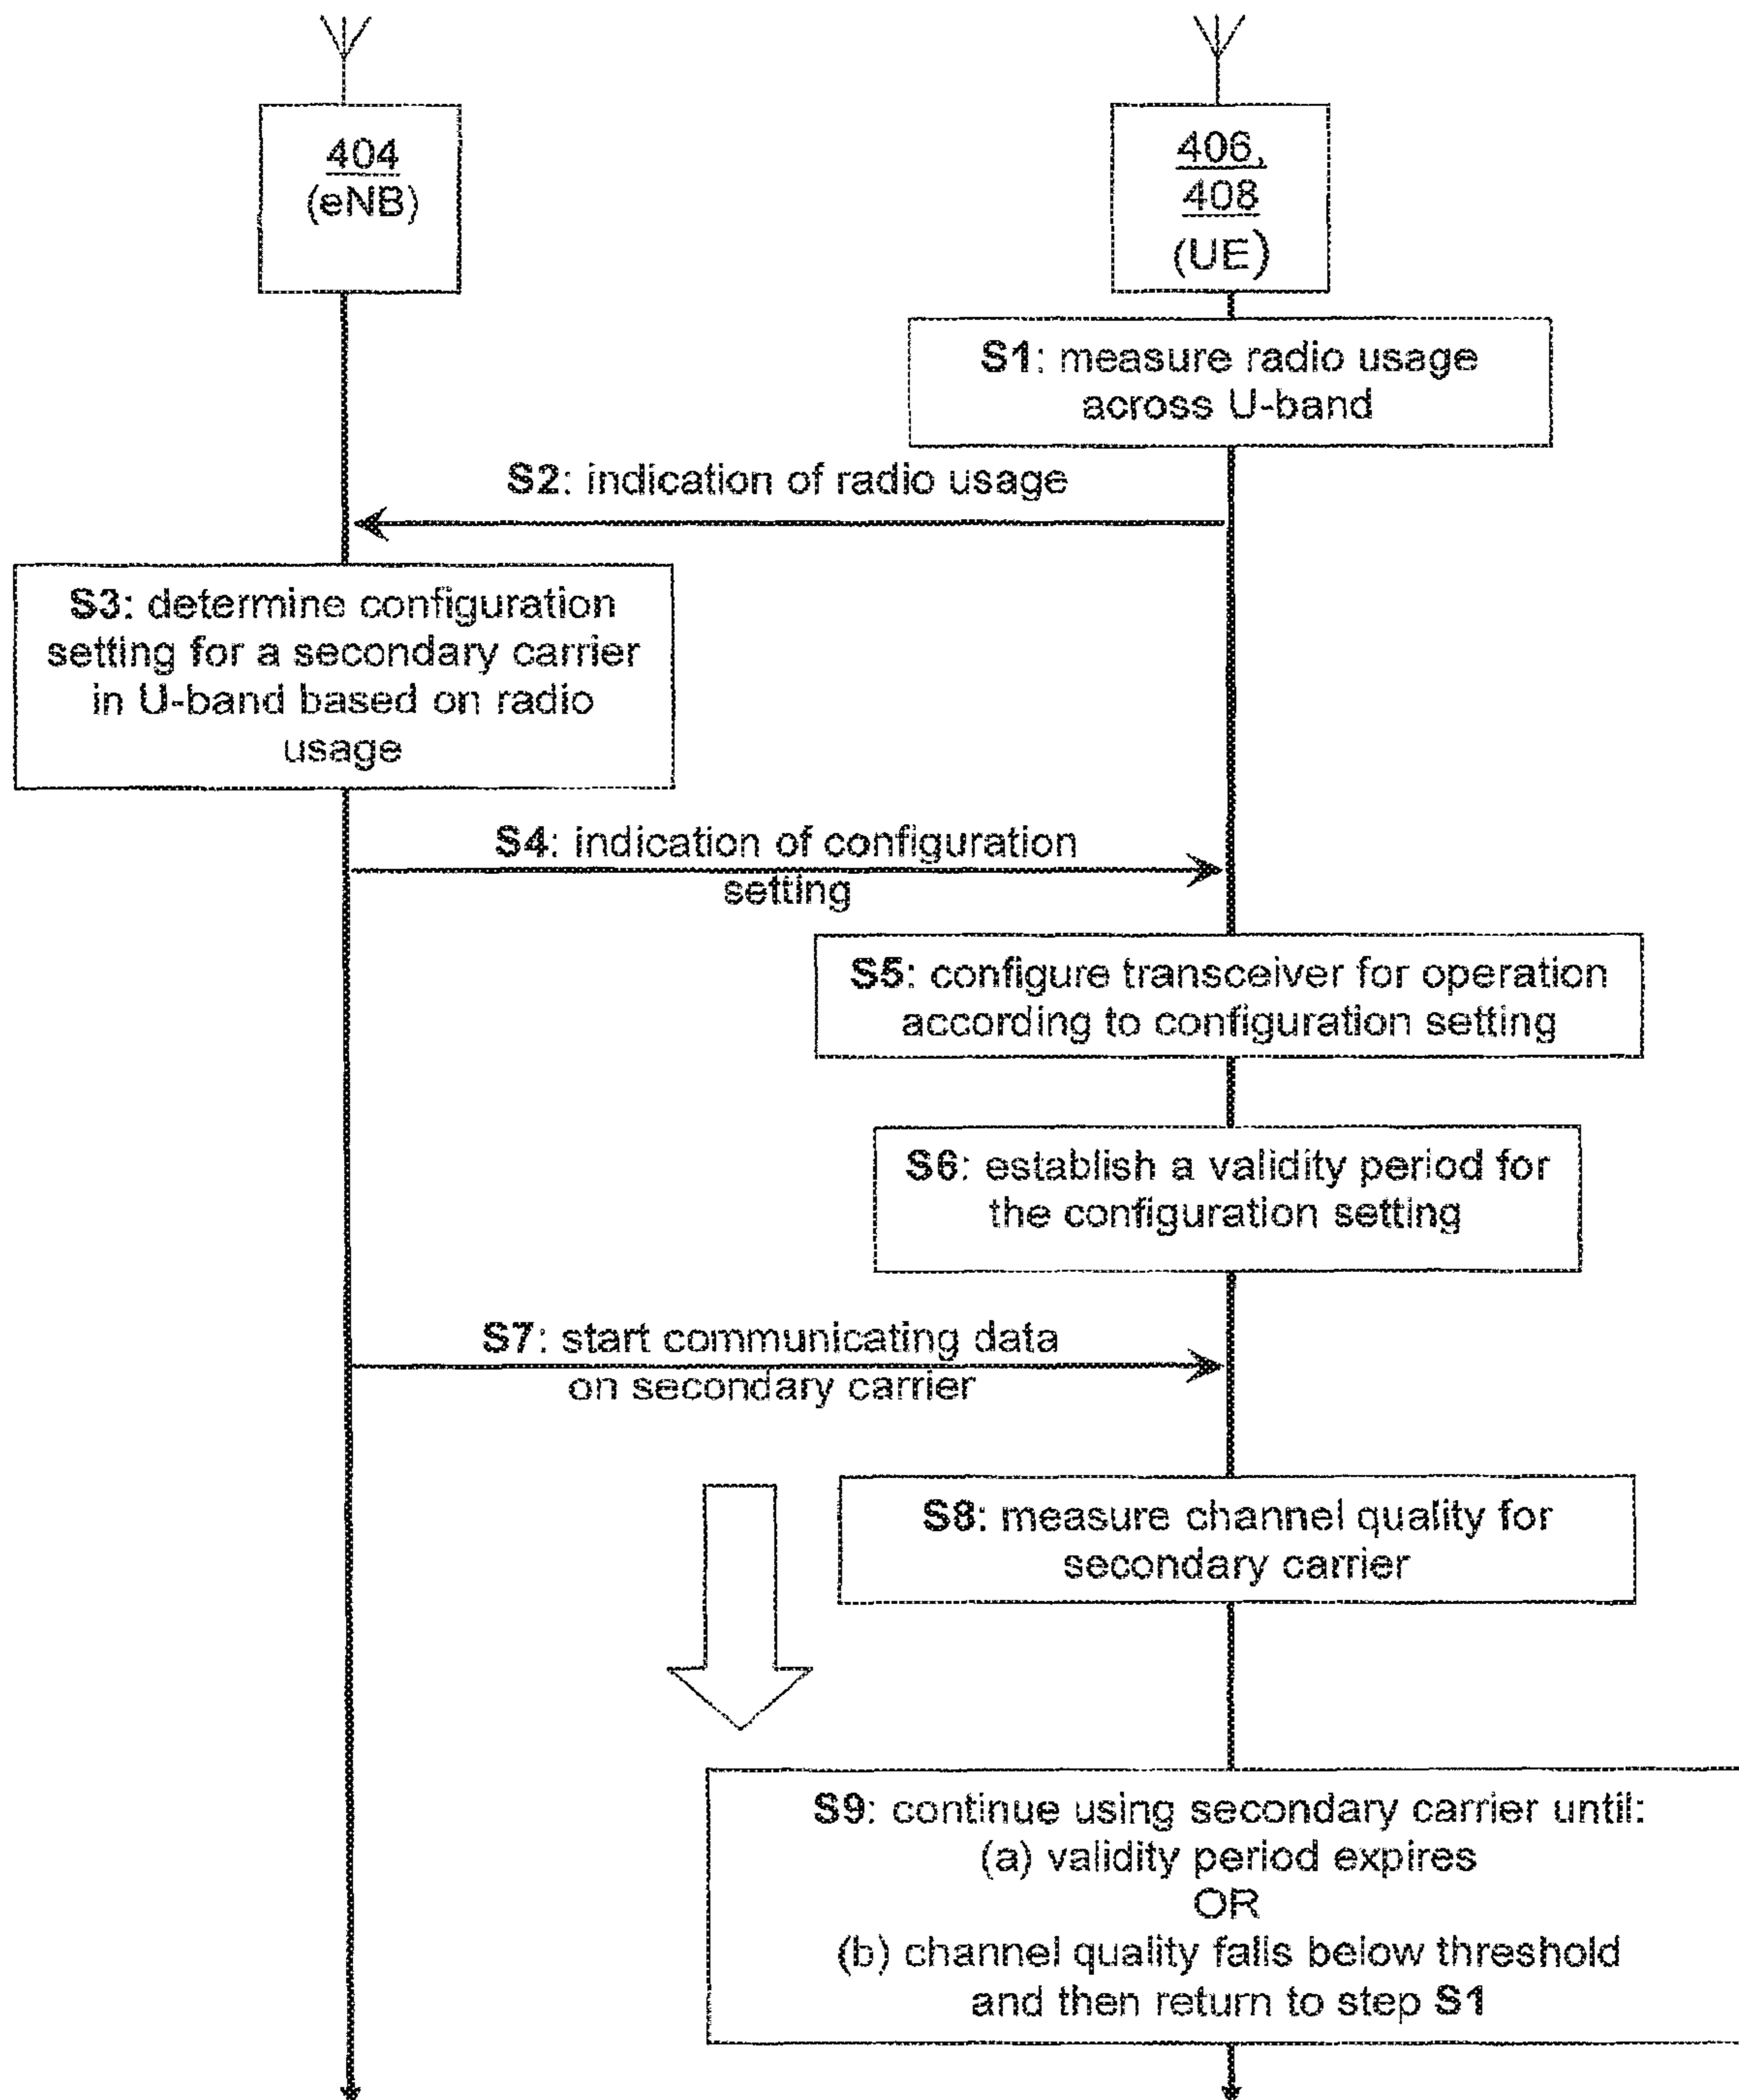 404
(eNB)
406,
408
(UE)
S1: measure radio usage
across U-band
S2: indication of radio usage
S3: determine configuration
setting for a secondary carrier
in U-band based on radio
usage
S4: indication of configuration
setting
S5: configure transceiver for operation
according to configuration setting
S6: establish a validity period for
the configuration setting
S7: start communicating data
on secondary carrier
S8: measure channel quality for
secondary carrier
S9: continue using secondary carrier until:
(a) validity period expires
OR
(b) channel quality falls below threshold
and then return to step S1